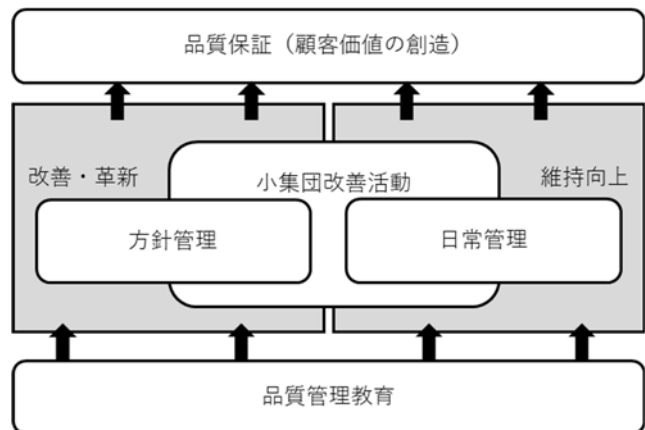 品質保証（顧客価値の創造）
改善・革新
小集団改善活動
維持向上
方針管理
日常管理
品質管理教育